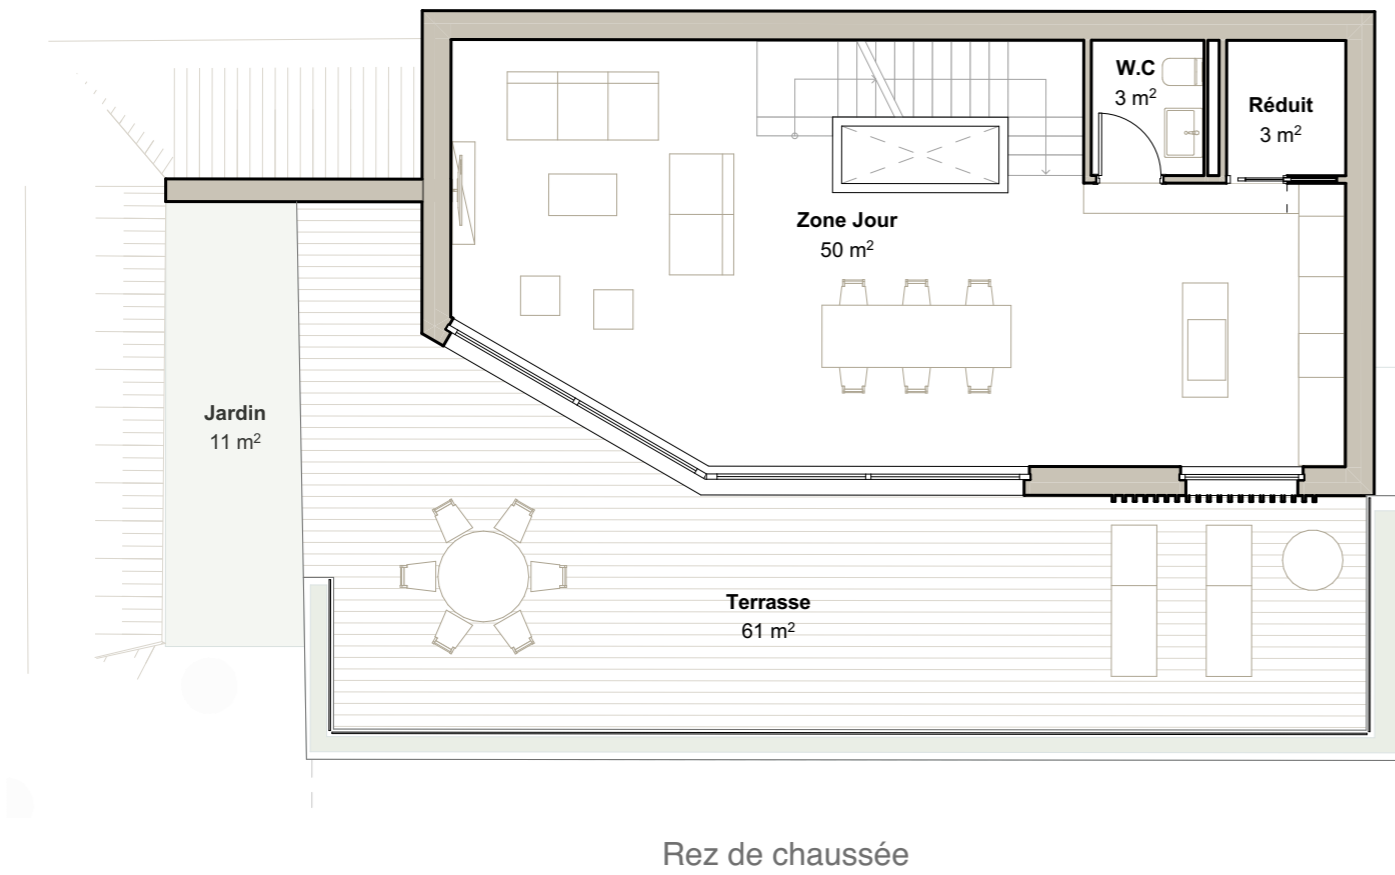 W.C
3 m²
Réduit
3 m²
Zone Jour
50 m²
Jardin
11 m²
Terrasse
61 m²
Rez de chaussée